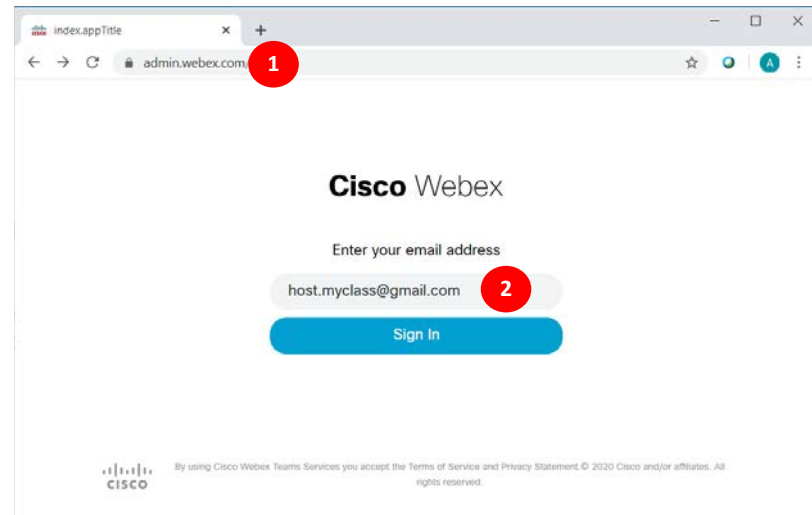 index.appTitle
admin.webex.com/
1
Cisco Webex
Enter your email address
host.myclass@gmail.com
2
Sign In
CISCO
By using Cisco Webex Teams Services you accept the Terms of Service and Privacy Statement.© 2020 Cisco and/or affiliates. All
rights reserved.
A